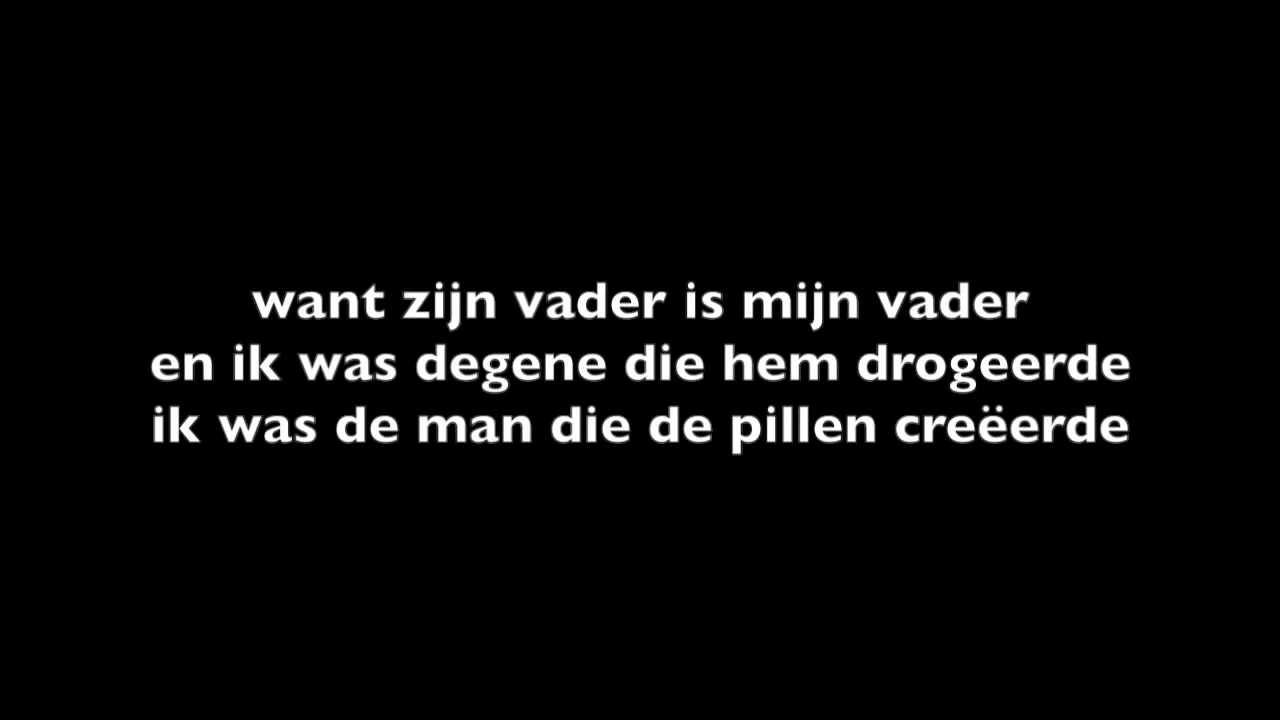 want zijn vader is mijn vader
en ik was degene die hem drogeerde
ik was de man die de pillen creëerde